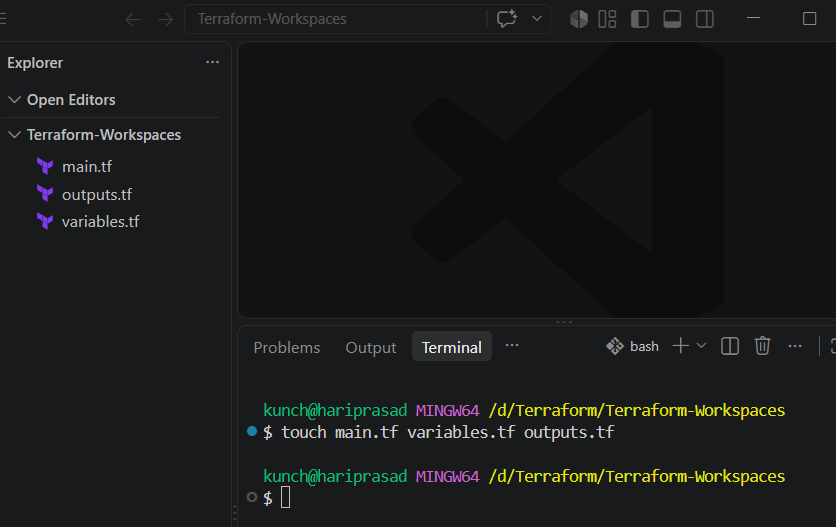 Terraform-Workspaces
Explorer
Open Editors
Terraform-Workspaces
main.tf
outputs.tf
variables.tf
Problems Output Terminal bash
kunch@hariprasad MINGW64 /d/Terraform/Terraform-Workspaces
$ touch main.tf variables.tf outputs.tf
kunch@hariprasad MINGW64 /d/Terraform/Terraform-Workspaces
$